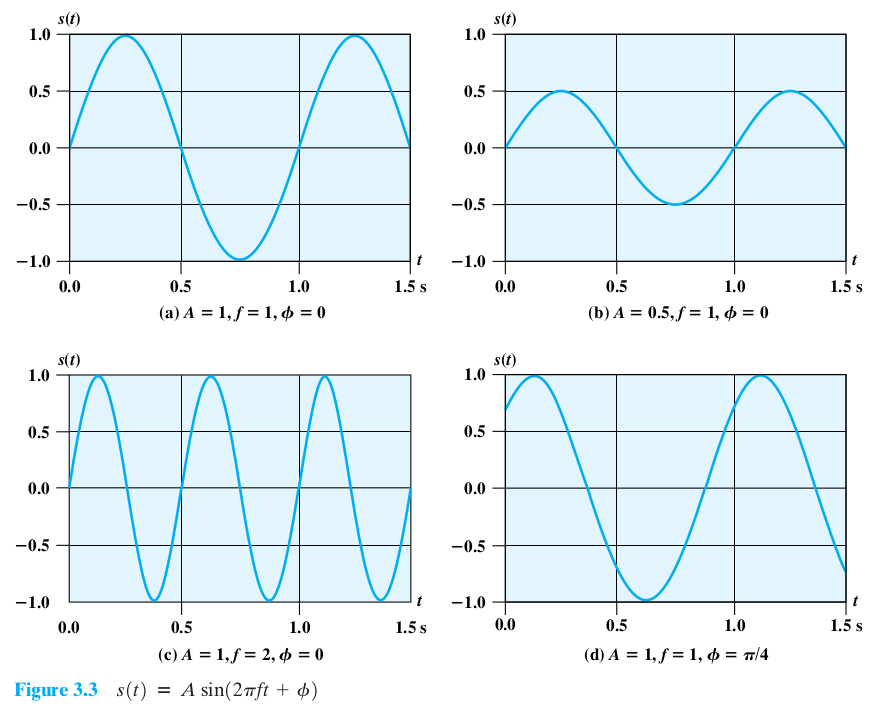 s(t)
1.0
0.5
0.0
−0.5
−1.0
t
0.0 0.5 1.0 1.5 s
(a) A = 1, f = 1, ϕ = 0
s(t)
1.0
0.5
0.0
−0.5
−1.0
t
0.0 0.5 1.0 1.5 s
(b) A = 0.5, f = 1, ϕ = 0
s(t)
1.0
0.5
0.0
−0.5
−1.0
t
0.0 0.5 1.0 1.5 s
(c) A = 1, f = 2, ϕ = 0
s(t)
1.0
0.5
0.0
−0.5
−1.0
t
0.0 0.5 1.0 1.5 s
(d) A = 1, f = 1, ϕ = π/4
Figure 3.3 s(t) = A sin(2πft + ϕ)